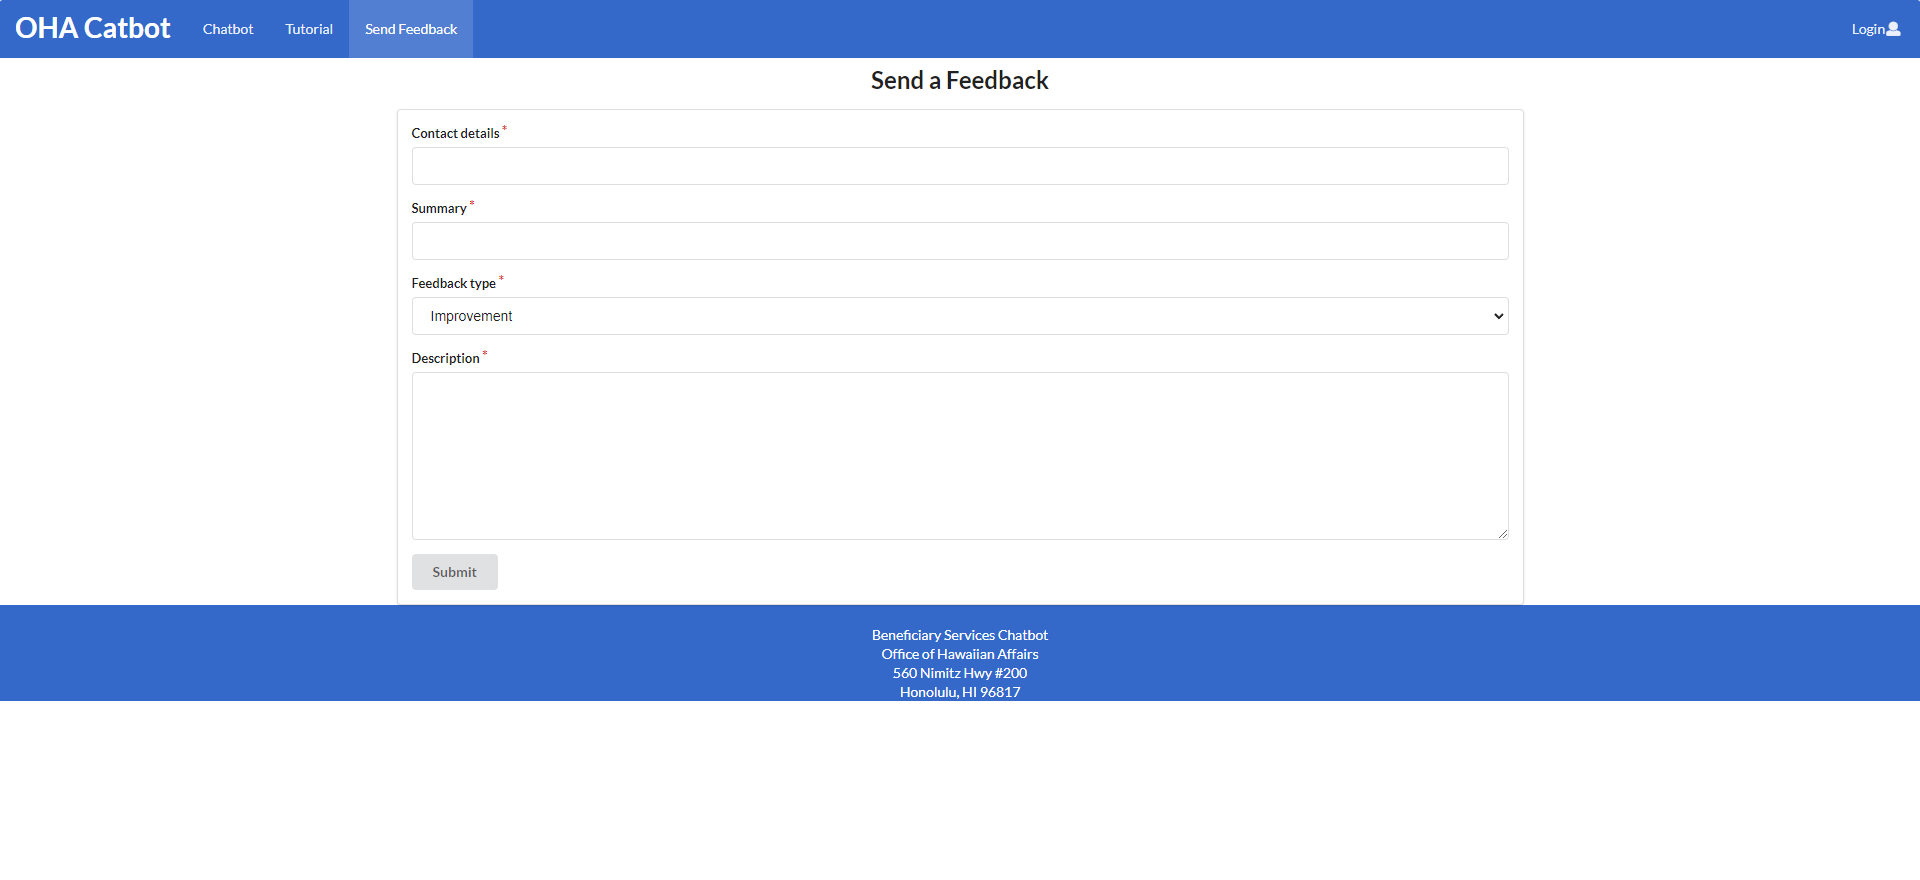 OHA Catbot Chatbot Tutorial Send Feedback Login
Send a Feedback
Contact details *
Summary *
Feedback type *
Improvement
Description *
Submit
Beneficiary Services Chatbot
Office of Hawaiian Affairs
560 Nimitz Hwy #200
Honolulu, HI 96817